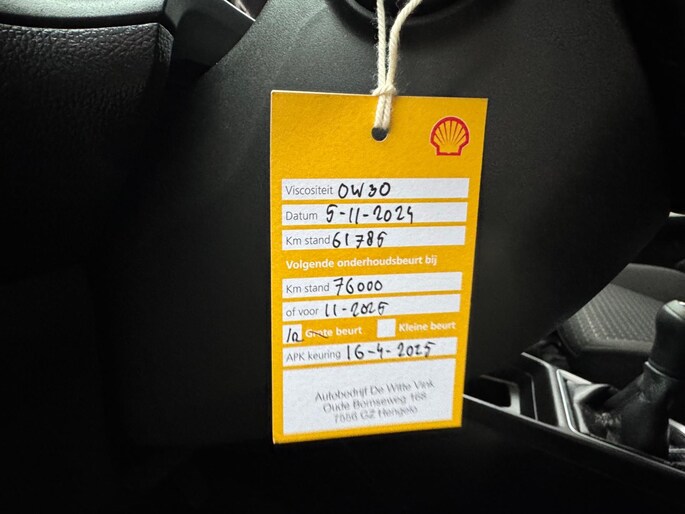 Viscositeit 0W30
Datum 5-11-2024
Km stand 61785
Volgende onderhoudsbeurt bij
Km stand 76000
of voor 11-2025
Grote beurt Kleine beurt
APK keuring 16-4-2025
Autobedrijf De Witte Vink
Oude Bornseweg 168
7556 GZ Hengelo